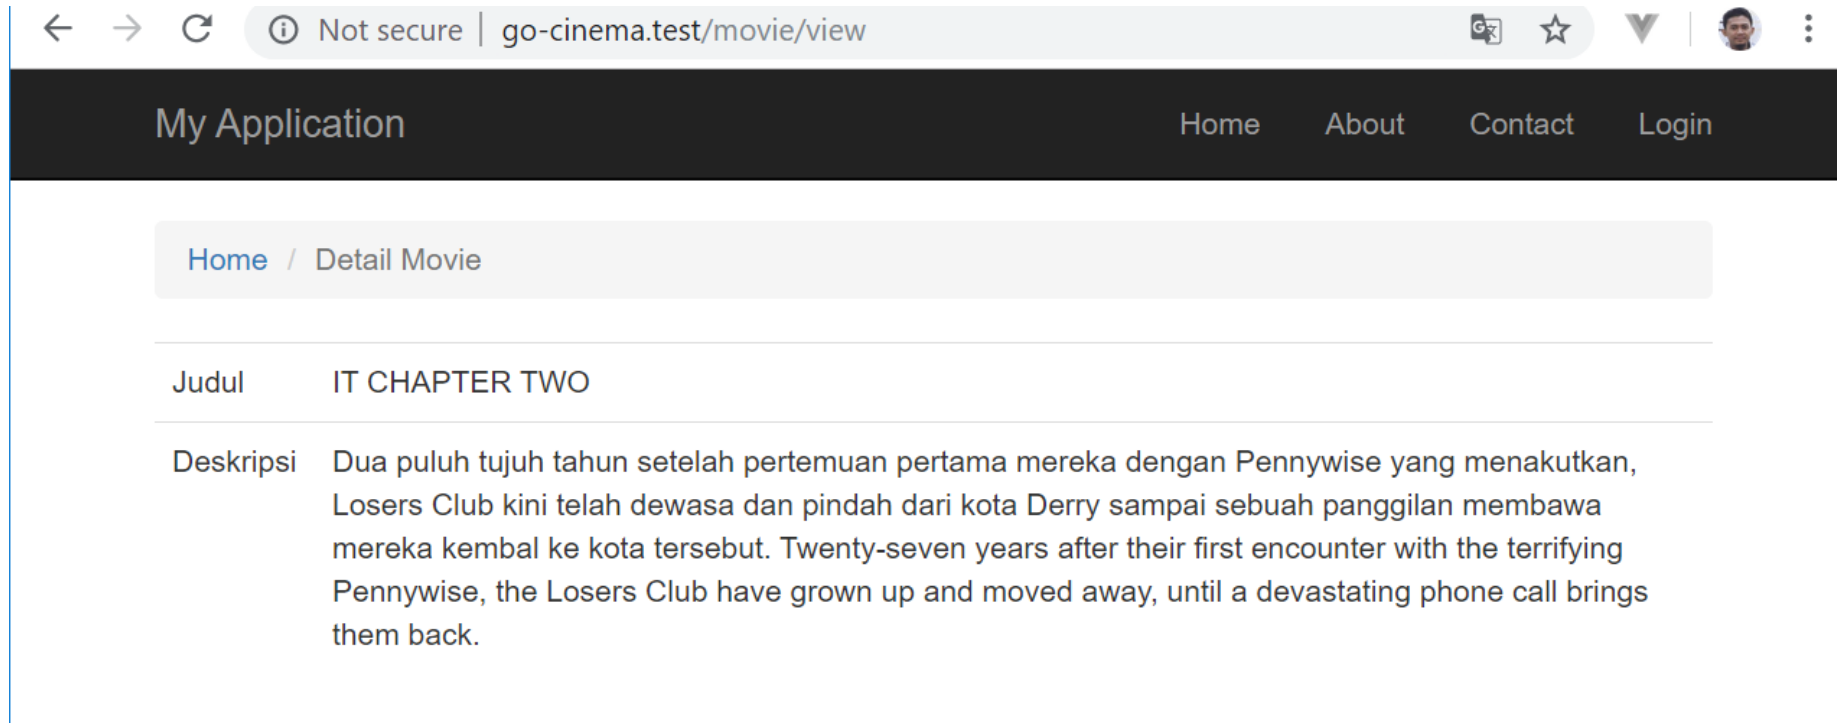 Not secure | go-cinema.test/movie/view
My Application Home About Contact Login
Home / Detail Movie
Judul IT CHAPTER TWO
Deskripsi Dua puluh tujuh tahun setelah pertemuan pertama mereka dengan Pennywise yang menakutkan,
Losers Club kini telah dewasa dan pindah dari kota Derry sampai sebuah panggilan membawa
mereka kembal ke kota tersebut. Twenty-seven years after their first encounter with the terrifying
Pennywise, the Losers Club have grown up and moved away, until a devastating phone call brings
them back.